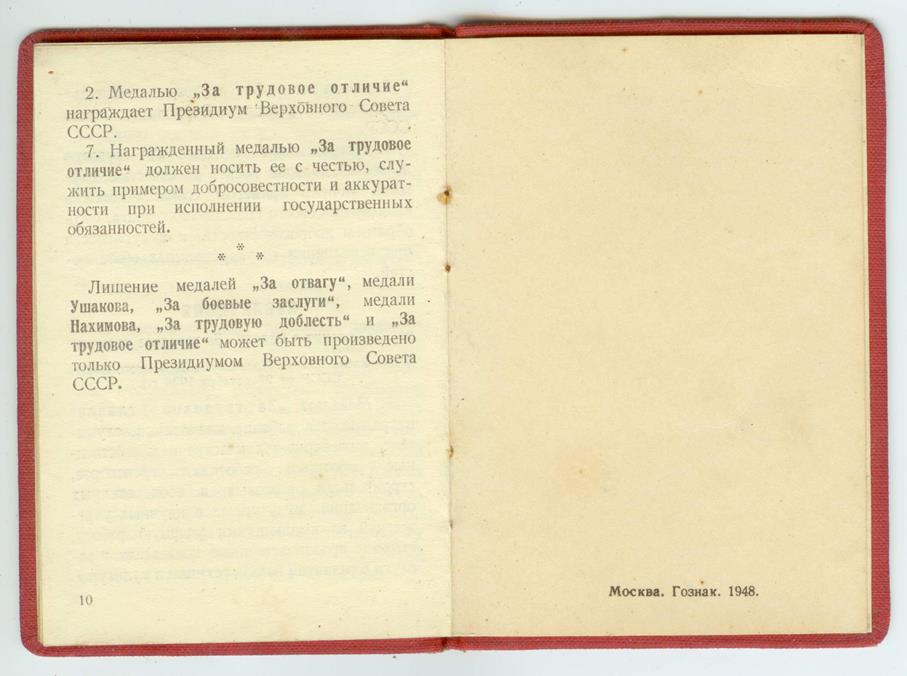 2. Медалью „За трудовое отличие“
награждает Президиум Верховного Совета
СССР.
7. Награжденный медалью „За трудовое
отличие“ должен носить ее с честью, слу-
жить примером добросовестности и аккурат-
ности при исполнении государственных
обязанностей.
* * *
Лишение медалей „За отвагу“, медали
Ушакова, „За боевые заслуги“, медали
Нахимова, „За трудовую доблесть“ и „За
трудовое отличие“ может быть произведено
только Президиумом Верховного Совета
СССР.
10
Москва. Гознак. 1948.